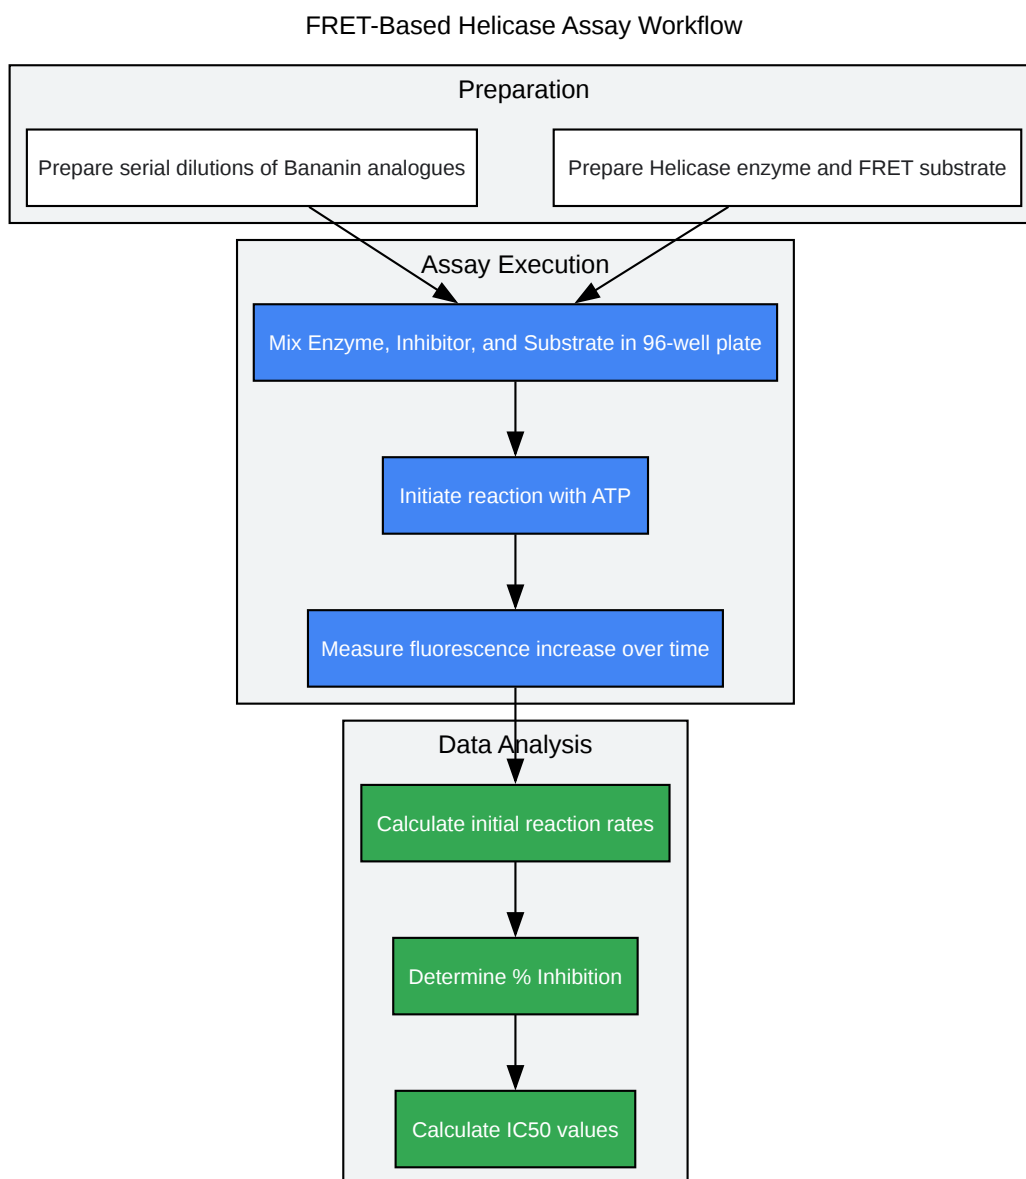 FRET-Based Helicase Assay Workflow
Preparation
Prepare serial dilutions of Bananin analogues
Prepare Helicase enzyme and FRET substrate
Assay Execution
Mix Enzyme, Inhibitor, and Substrate in 96-well plate
Initiate reaction with ATP
Measure fluorescence increase over time
Data Analysis
Calculate initial reaction rates
Determine % Inhibition
Calculate IC50 values